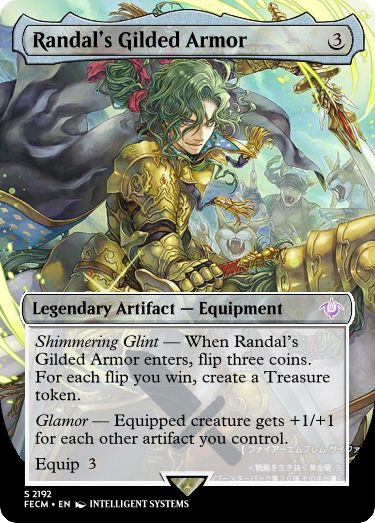 Randal's Gilded Armor 3
Legendary Artifact — Equipment
Shimmering Glint — When Randal's
Gilded Armor enters, flip three coins.
For each flip you win, create a Treasure
token.
Glamor — Equipped creature gets +1/+1
for each other artifact you control.
Equip 3
S 2192
FECM • EN INTELLIGENT SYSTEMS